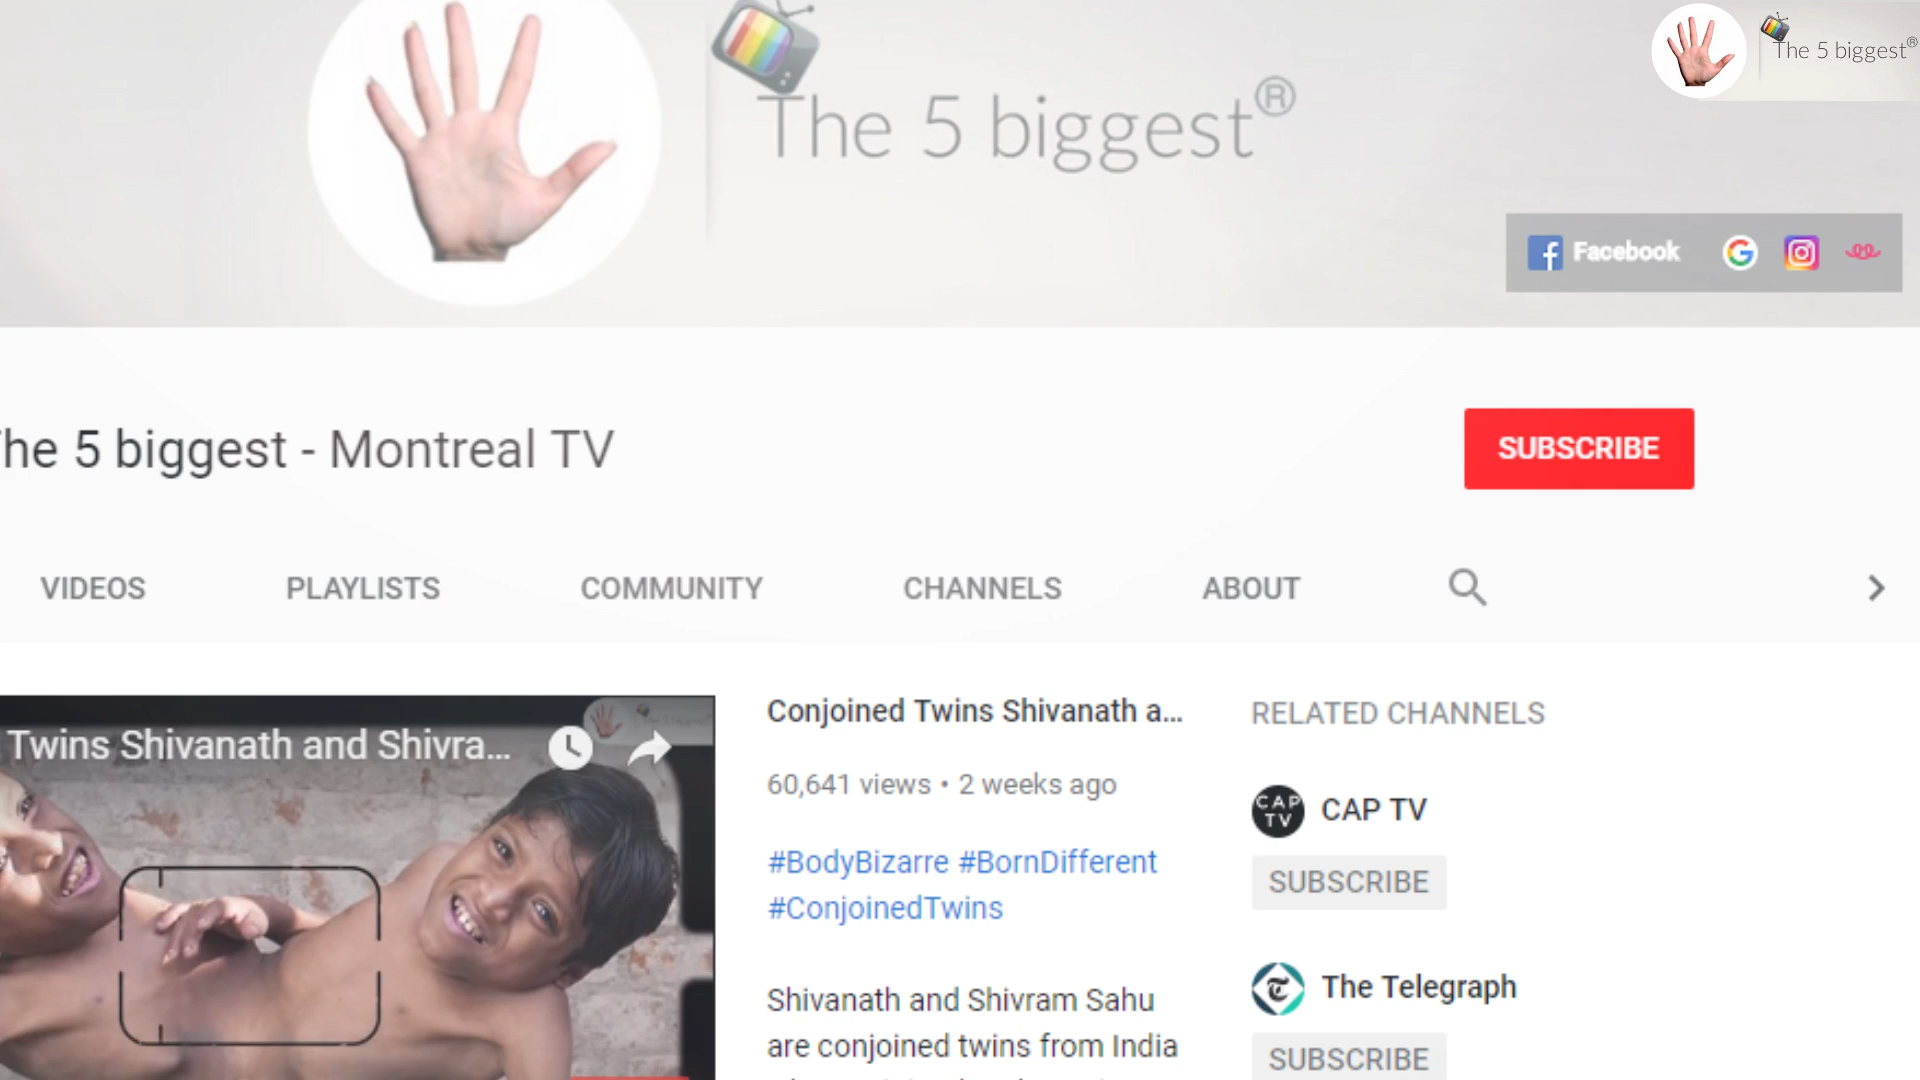 The 5 biggest®
The 5 biggest®
Facebook
he 5 biggest - Montreal TV
SUBSCRIBE
VIDEOS PLAYLISTS COMMUNITY CHANNELS ABOUT
Twins Shivanath and Shivra...
Conjoined Twins Shivanath a...
60,641 views • 2 weeks ago
#BodyBizarre #BornDifferent
#ConjoinedTwins
Shivanath and Shivram Sahu
are conjoined twins from India
RELATED CHANNELS
CAP TV
CAP TV
SUBSCRIBE
The Telegraph
SUBSCRIBE